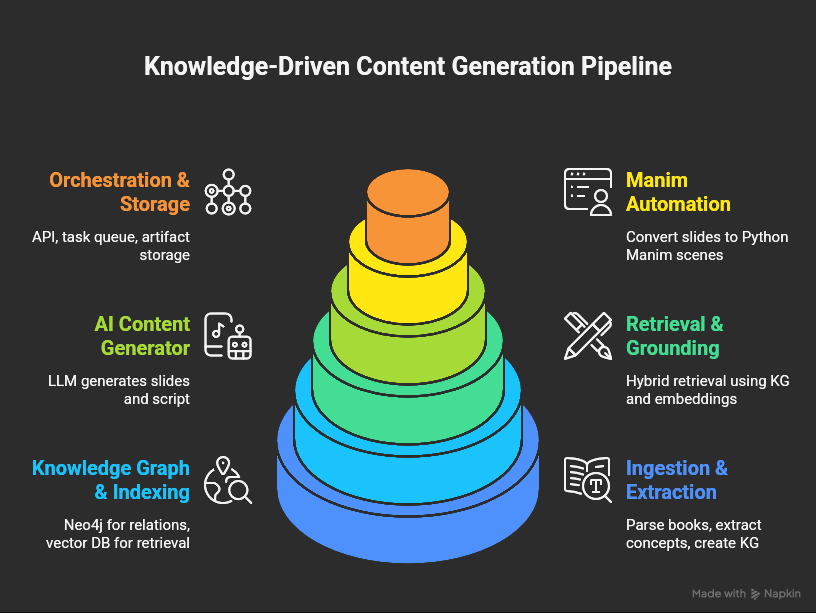 Knowledge-Driven Content Generation Pipeline
Orchestration &
Storage
API, task queue, artifact
storage
Manim
Automation
Convert slides to Python
Manim scenes
AI Content
Generator
LLM generates slides
and script
Retrieval &
Grounding
Hybrid retrieval using KG
and embeddings
Knowledge Graph
& Indexing
Neo4j for relations,
vector DB for retrieval
Ingestion &
Extraction
Parse books, extract
concepts, create KG
T
Made with Napkin